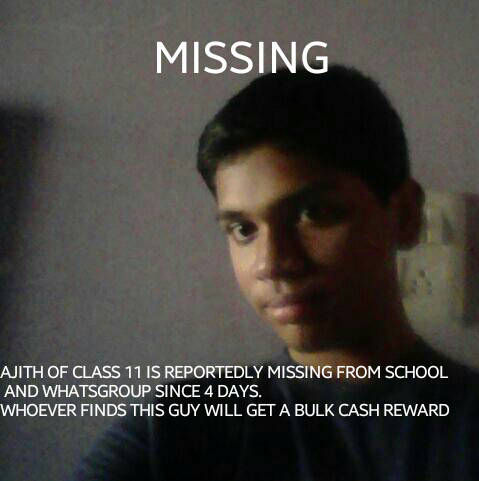 MISSING
AJITH OF CLASS 11 IS REPORTEDLY MISSING FROM SCHOOL
AND WHATSGROUP SINCE 4 DAYS.
WHOEVER FINDS THIS GUY WILL GET A BULK CASH REWARD